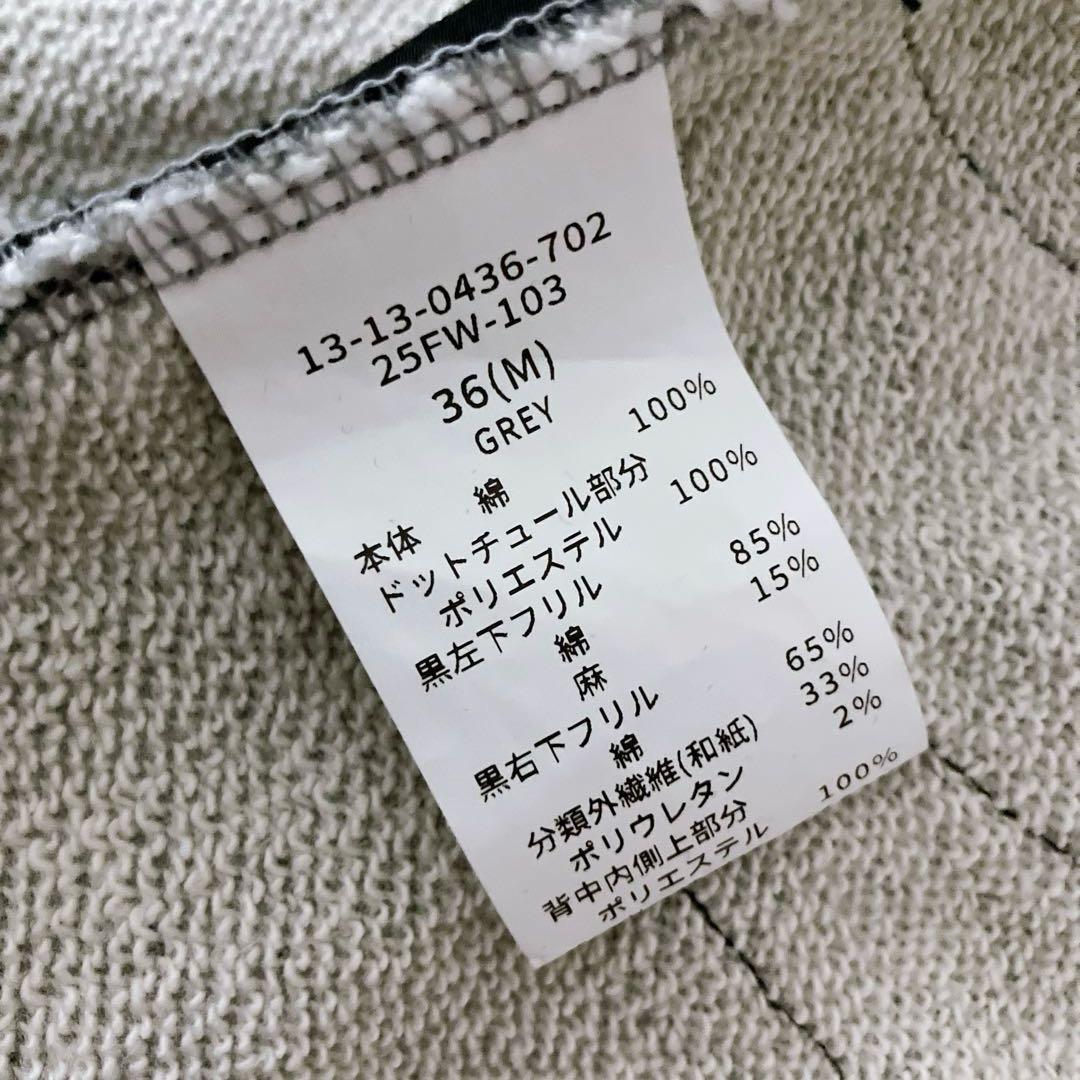 13-13-0436-702
25FW-103
36(M)
GREY
本体 綿 100%
ドットチュール部分
ポリエステル 100%
黒左下フリル
綿 85%
麻 15%
黒右下フリル
綿 65%
分類外繊維(和紙) 33%
ポリウレタン 2%
背中内側上部分
ポリエステル 100%